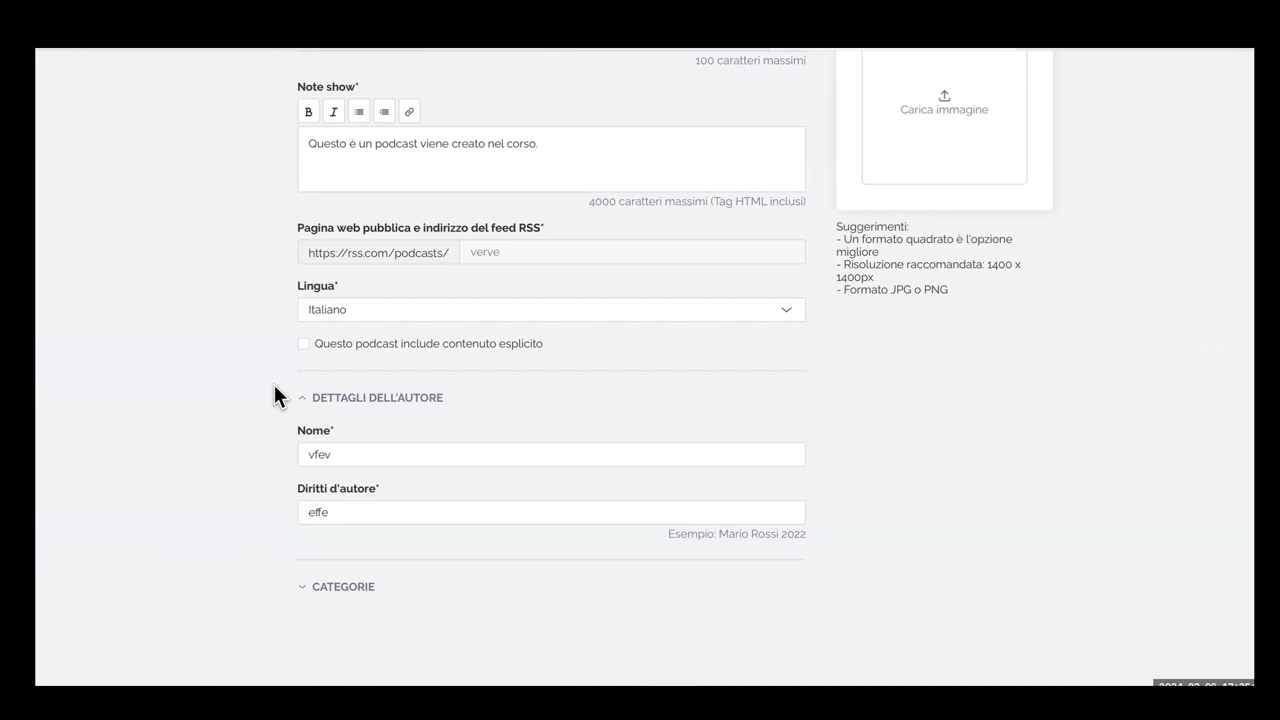 100 caratteri massimi
Note show*
B I
Carica immagine
Questo è un podcast viene creato nel corso.
4000 caratteri massimi (Tag HTML inclusi)
Pagina web pubblica e indirizzo del feed RSS*
https://rss.com/podcasts/ verve
Suggerimenti:
- Un formato quadrato è l'opzione
migliore
- Risoluzione raccomandata: 1400 x
1400px
- Formato JPG o PNG
Lingua*
Italiano
Questo podcast include contenuto esplicito
DETTAGLI DELL'AUTORE
Nome*
vfev
Diritti d'autore*
effe
Esempio: Mario Rossi 2022
CATEGORIE